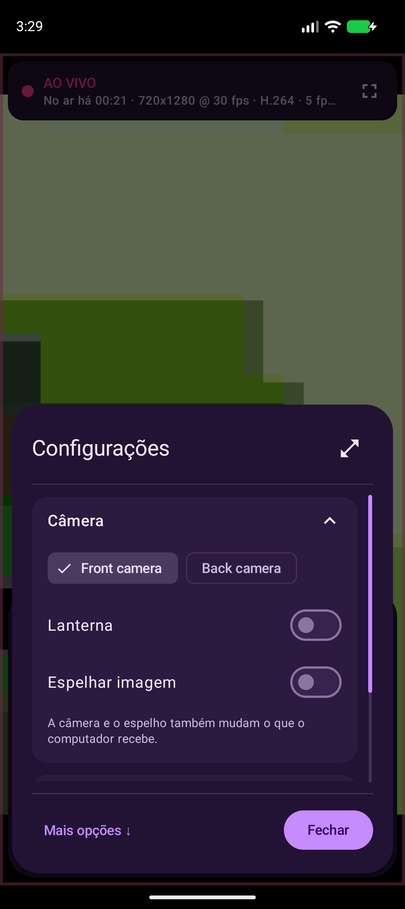 3:29
AO VIVO
No ar há 00:21 · 720x1280 @ 30 fps · H.264 · 5 fp…
Configurações
Câmera
Front camera
Back camera
Lanterna
Espelhar imagem
A câmera e o espelho também mudam o que o
computador recebe.
Mais opções ↓
Fechar